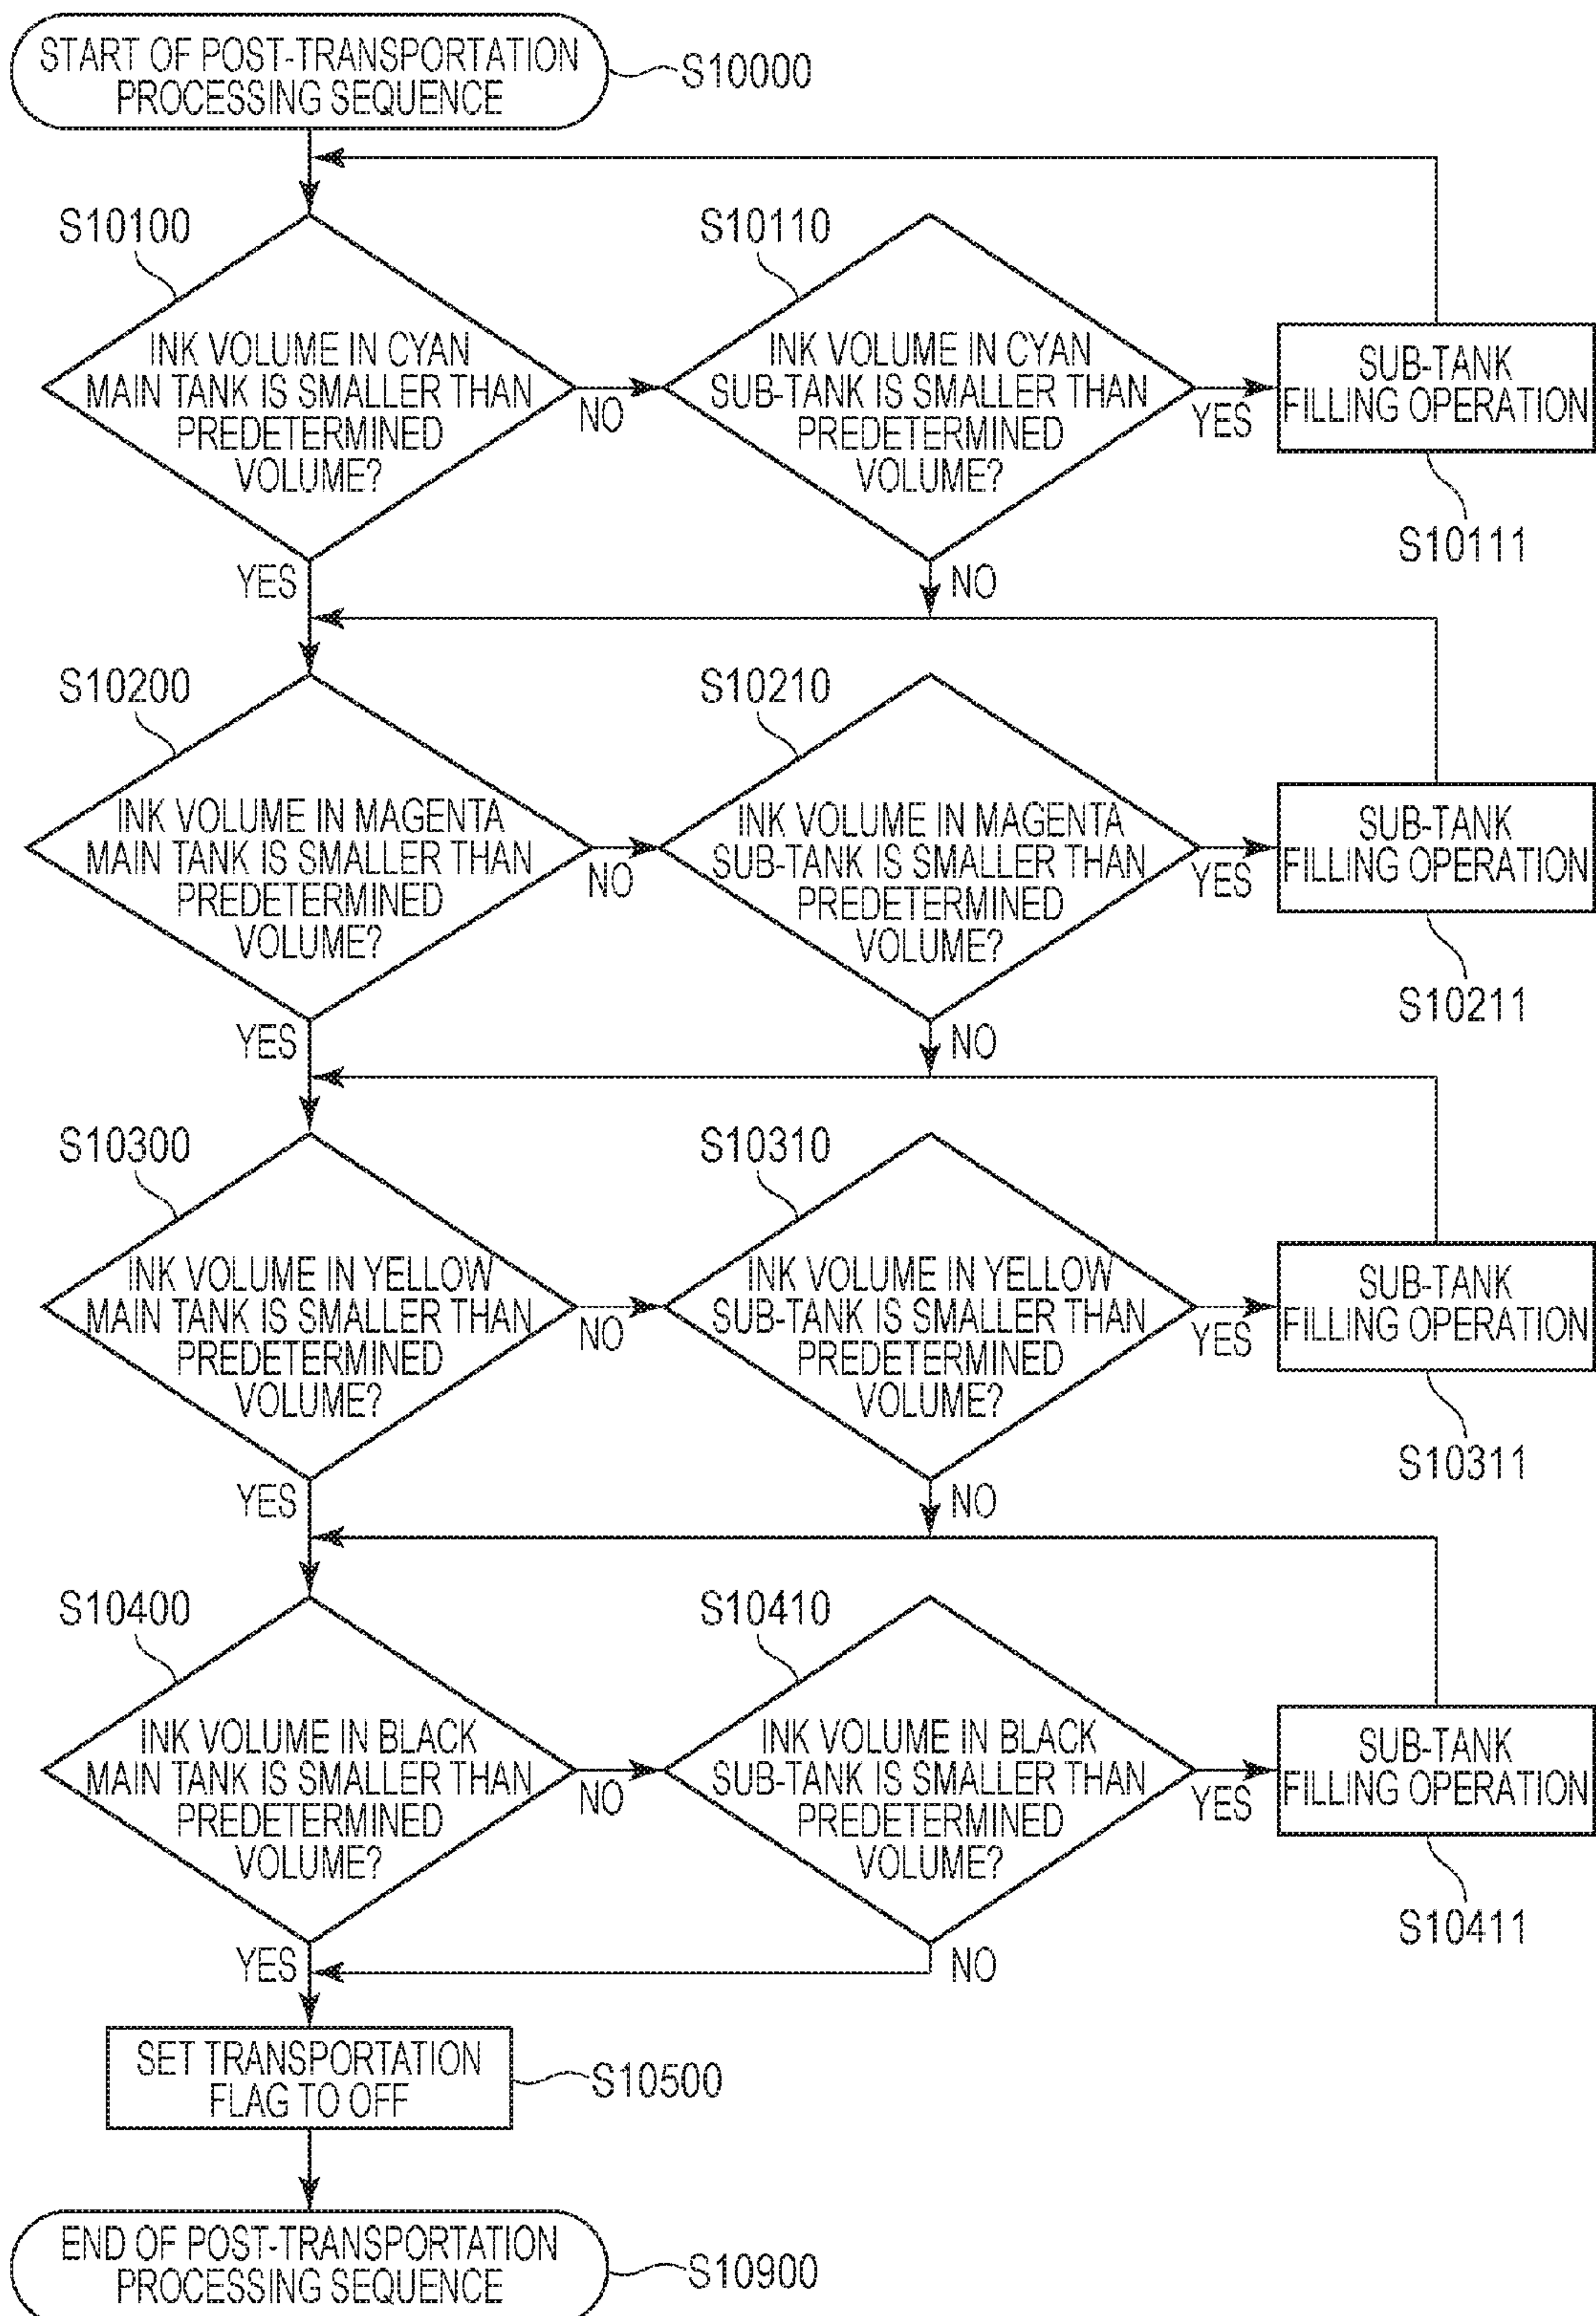 START OF POST-TRANSPORTATION
PROCESSING SEQUENCE
S10000
S10100
INK VOLUME IN CYAN
MAIN TANK IS SMALLER THAN
PREDETERMINED
VOLUME?
NO
YES
S10110
INK VOLUME IN CYAN
SUB-TANK IS SMALLER THAN
PREDETERMINED
VOLUME?
YES
NO
SUB-TANK
FILLING OPERATION
S10111
S10200
INK VOLUME IN MAGENTA
MAIN TANK IS SMALLER THAN
PREDETERMINED
VOLUME?
NO
YES
S10210
INK VOLUME IN MAGENTA
SUB-TANK IS SMALLER THAN
PREDETERMINED
VOLUME?
YES
NO
SUB-TANK
FILLING OPERATION
S10211
S10300
INK VOLUME IN YELLOW
MAIN TANK IS SMALLER THAN
PREDETERMINED
VOLUME?
NO
YES
S10310
INK VOLUME IN YELLOW
SUB-TANK IS SMALLER THAN
PREDETERMINED
VOLUME?
YES
NO
SUB-TANK
FILLING OPERATION
S10311
S10400
INK VOLUME IN BLACK
MAIN TANK IS SMALLER THAN
PREDETERMINED
VOLUME?
NO
YES
S10410
INK VOLUME IN BLACK
SUB-TANK IS SMALLER THAN
PREDETERMINED
VOLUME?
YES
NO
SUB-TANK
FILLING OPERATION
S10411
SET TRANSPORTATION
FLAG TO OFF
S10500
END OF POST-TRANSPORTATION
PROCESSING SEQUENCE
S10900